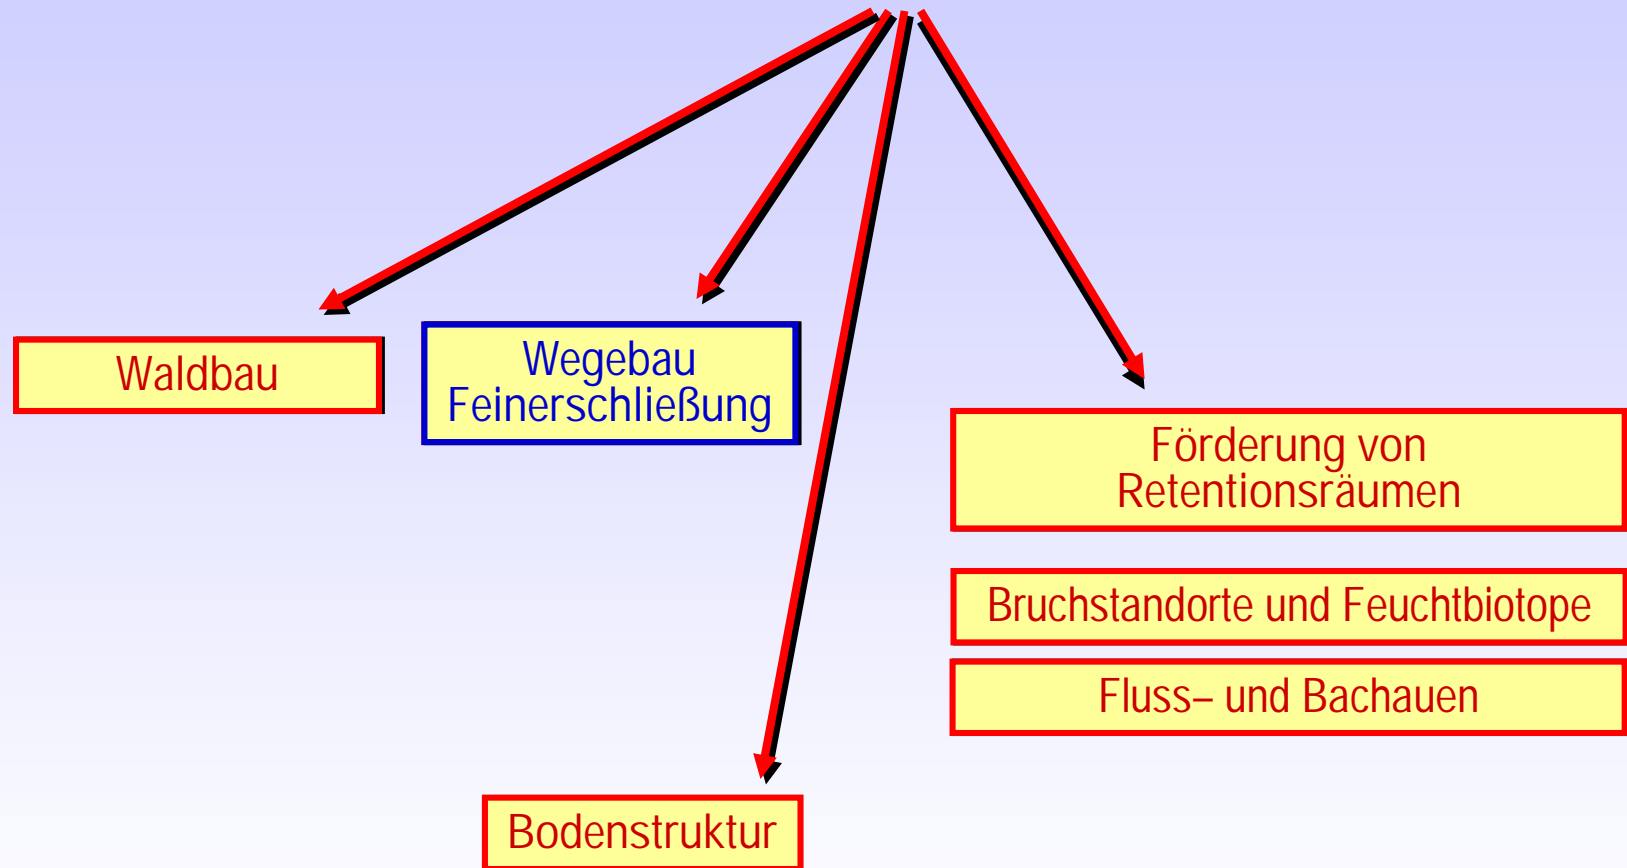 Waldbau
Wegebau
Feinerschließung
Förderung von
Retentionsräumen
Bruchstandorte und Feuchtbiotope
Fluss– und Bachauen
Bodenstruktur